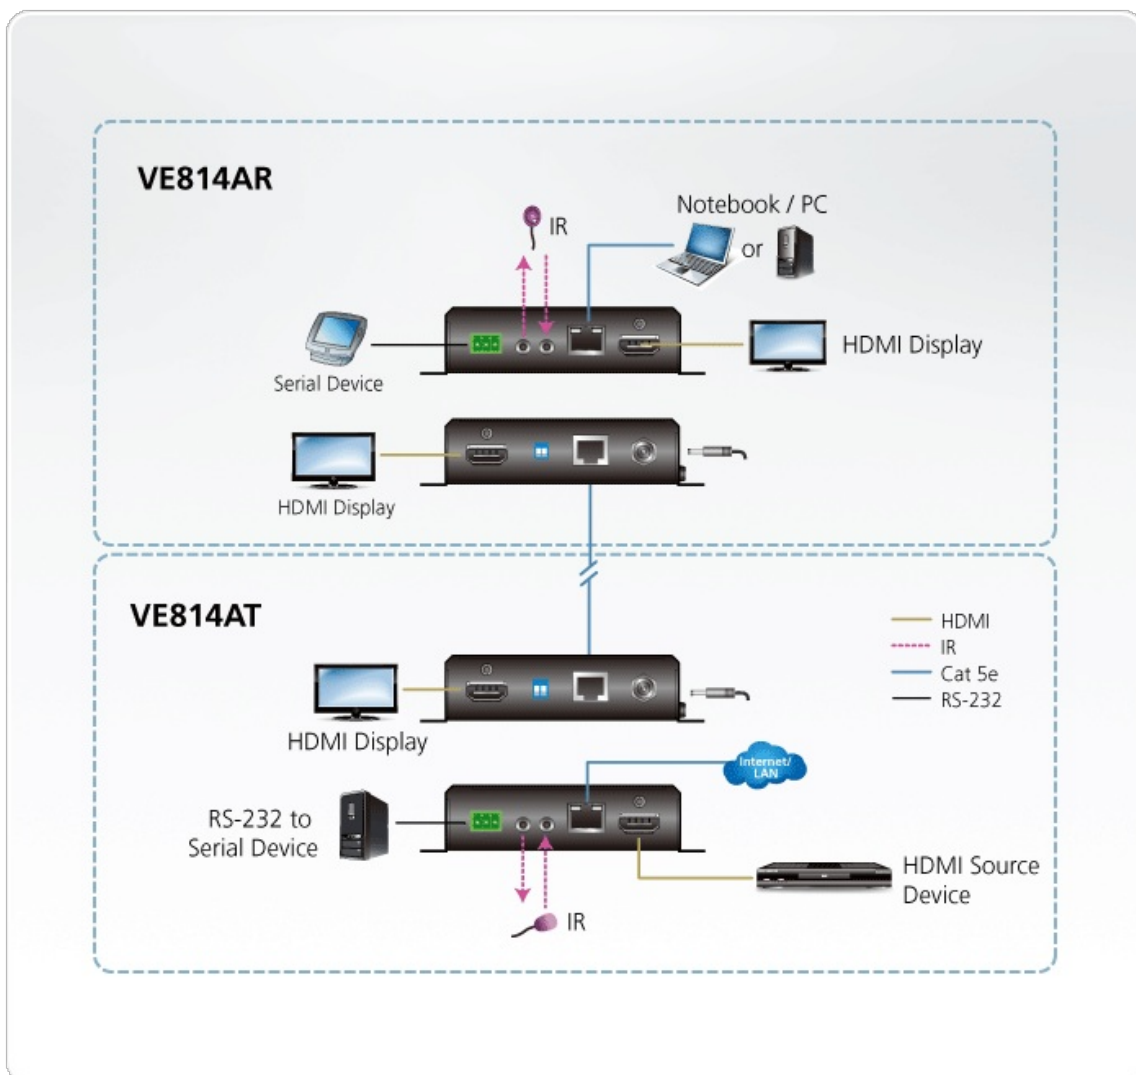 VE814AR
Notebook / PC
IR
or
HDMI Display
Serial Device
HDMI Display
VE814AT
HDMI
IR
Cat 5e
RS-232
HDMI Display
Internet/
LAN
RS-232 to
Serial Device
HDMI Source
Device
IR